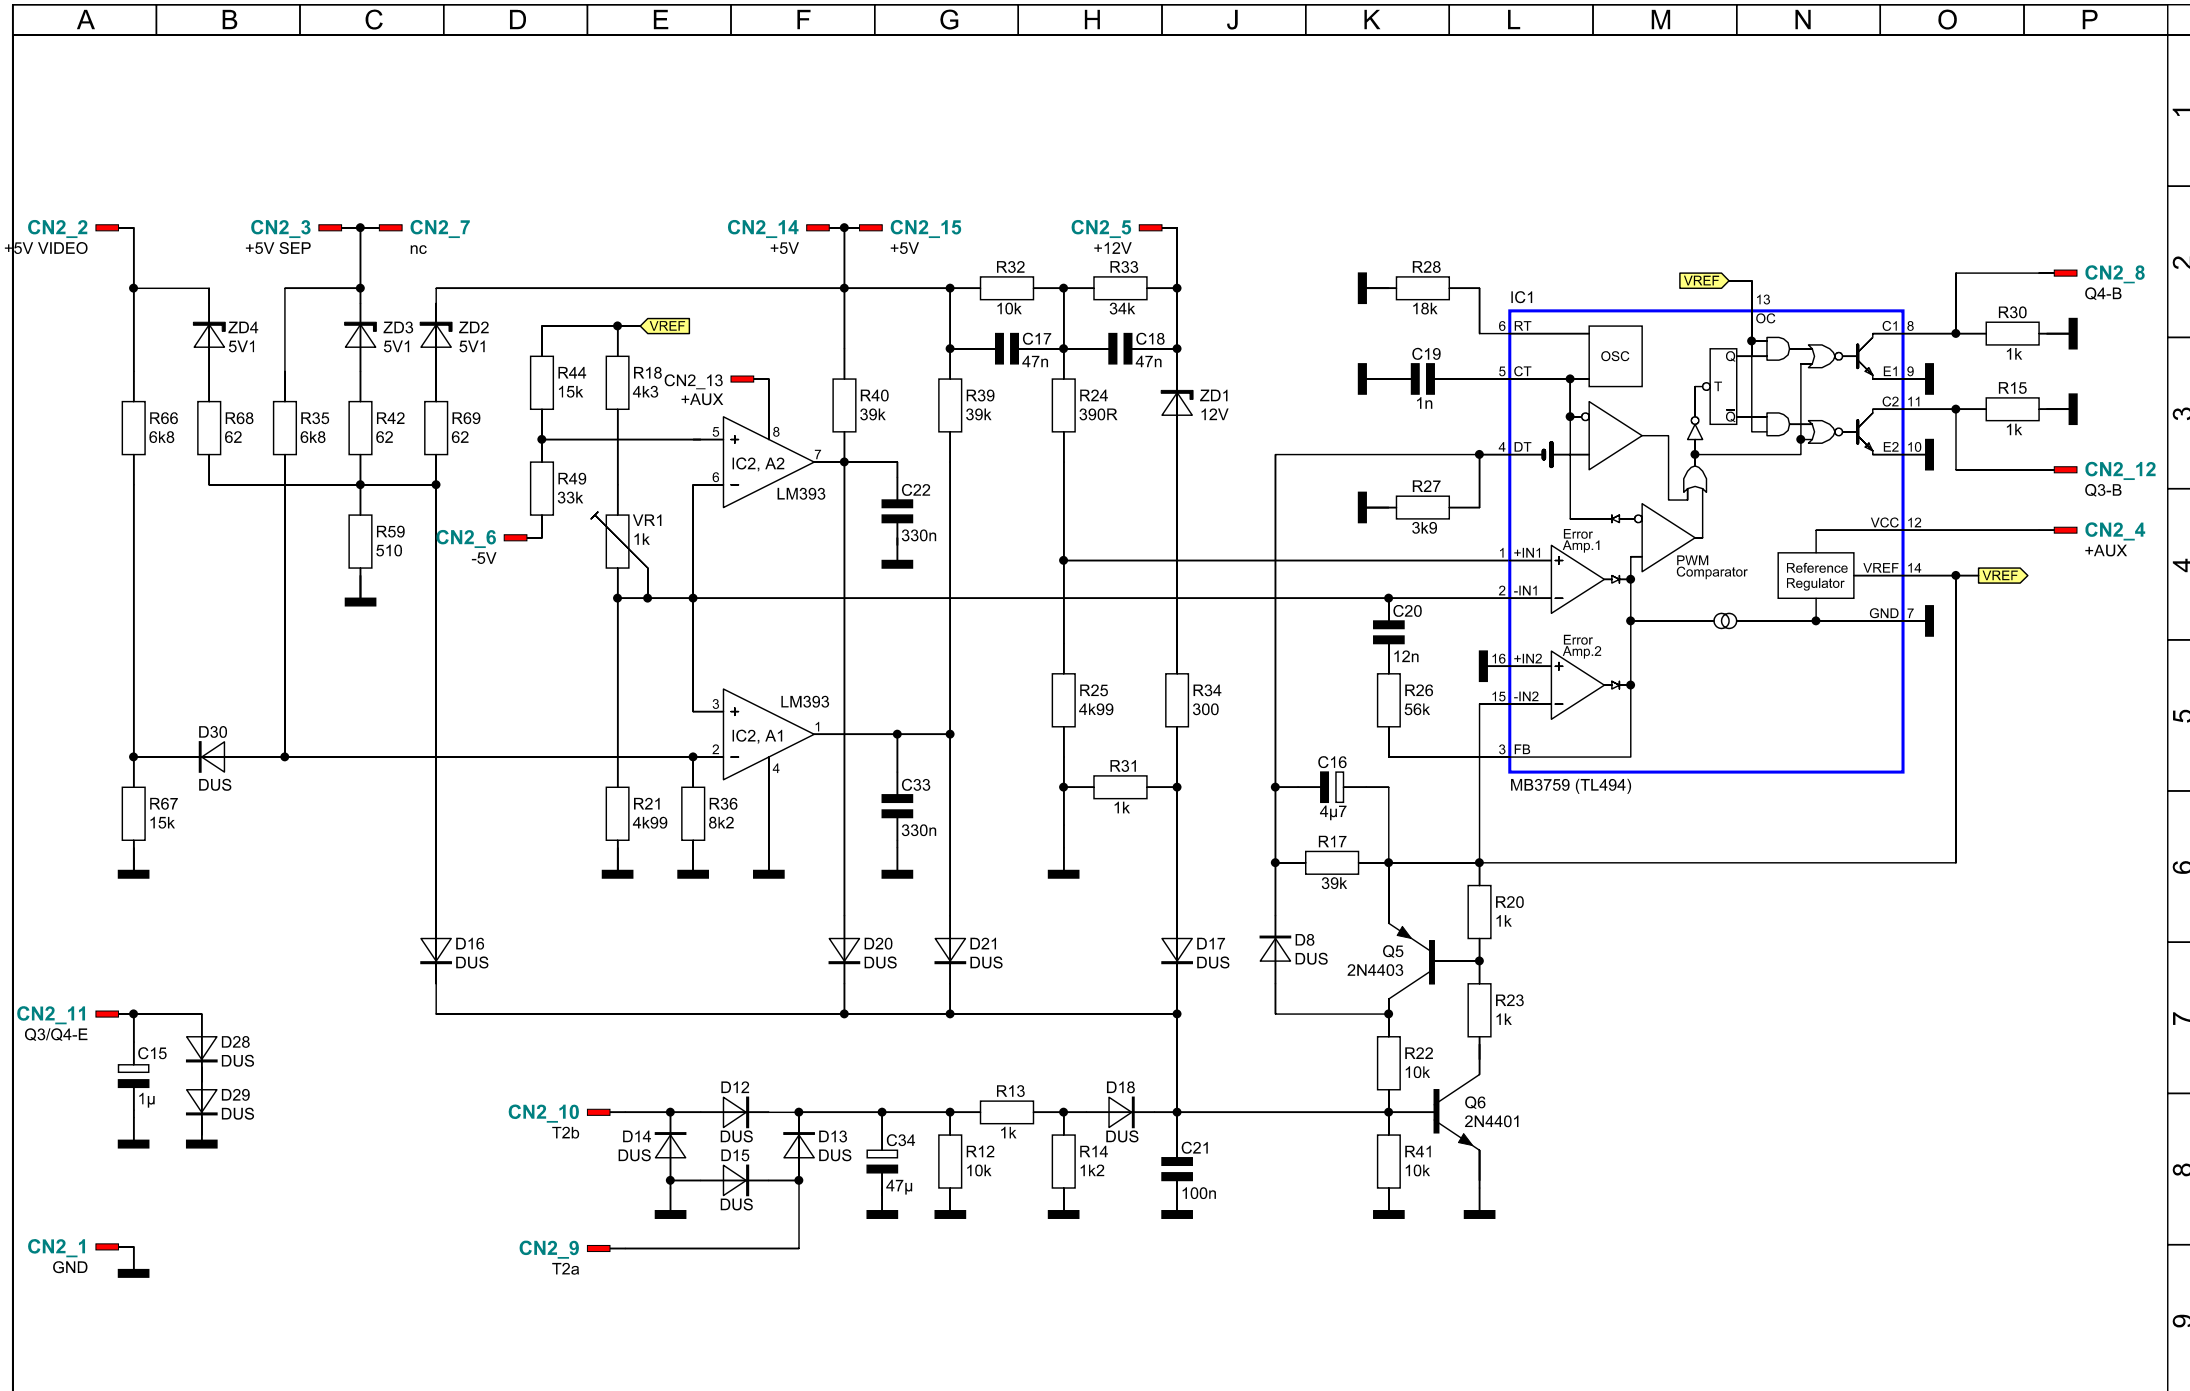 A B C D E F G H J K L M N O P
1
2
3
4
5
6
7
8
9
CN2_2
+5V VIDEO
CN2_3
+5V SEP
CN2_7
nc
CN2_14
+5V
CN2_15
+5V
CN2_5
+12V
R32
10k
R33
34k
C17
47n
C18
47n
ZD4
5V1
ZD3
5V1
ZD2
5V1
VREF
R44
15k
R18
4k3
CN2_13
+AUX
R40
39k
R39
39k
R24
390R
ZD1
12V
R66
6k8
R68
62
R35
6k8
R42
62
R69
62
5
+
8
IC2, A2
7
6
−
LM393
R49
33k
CN2_6
-5V
VR1
1k
C22
330n
R59
510
R28
18k
C19
1n
R27
3k9
IC1
6 RT
5 CT
4 DT
OSC
VREF
13
OC
Q
T
Q
C1 8
E1 9
C2 11
E2 10
CN2_8
Q4-B
R30
1k
R15
1k
CN2_12
Q3-B
VCC 12
CN2_4
+AUX
Error
Amp.1
1 +IN1
+
2 -IN1
−
PWM
Comparator
Reference
Regulator
VREF 14
VREF
GND 7
Error
Amp.2
16 +IN2
+
15 -IN2
−
3 FB
MB3759 (TL494)
C20
12n
R26
56k
LM393
3
+
IC2, A1
1
2
−
4
R25
4k99
R34
300
D30
DUS
R67
15k
R21
4k99
R36
8k2
C33
330n
R31
1k
C16
4µ7
R17
39k
R20
1k
D16
DUS
D20
DUS
D21
DUS
D17
DUS
D8
DUS
Q5
2N4403
R23
1k
CN2_11
Q3/Q4-E
C15
1µ
D28
DUS
D29
DUS
R22
10k
CN2_10
T2b
D12
DUS
D14
DUS
D15
DUS
D13
DUS
C34
47µ
R12
10k
R13
1k
R14
1k2
D18
DUS
C21
100n
R41
10k
Q6
2N4401
CN2_1
GND
CN2_9
T2a